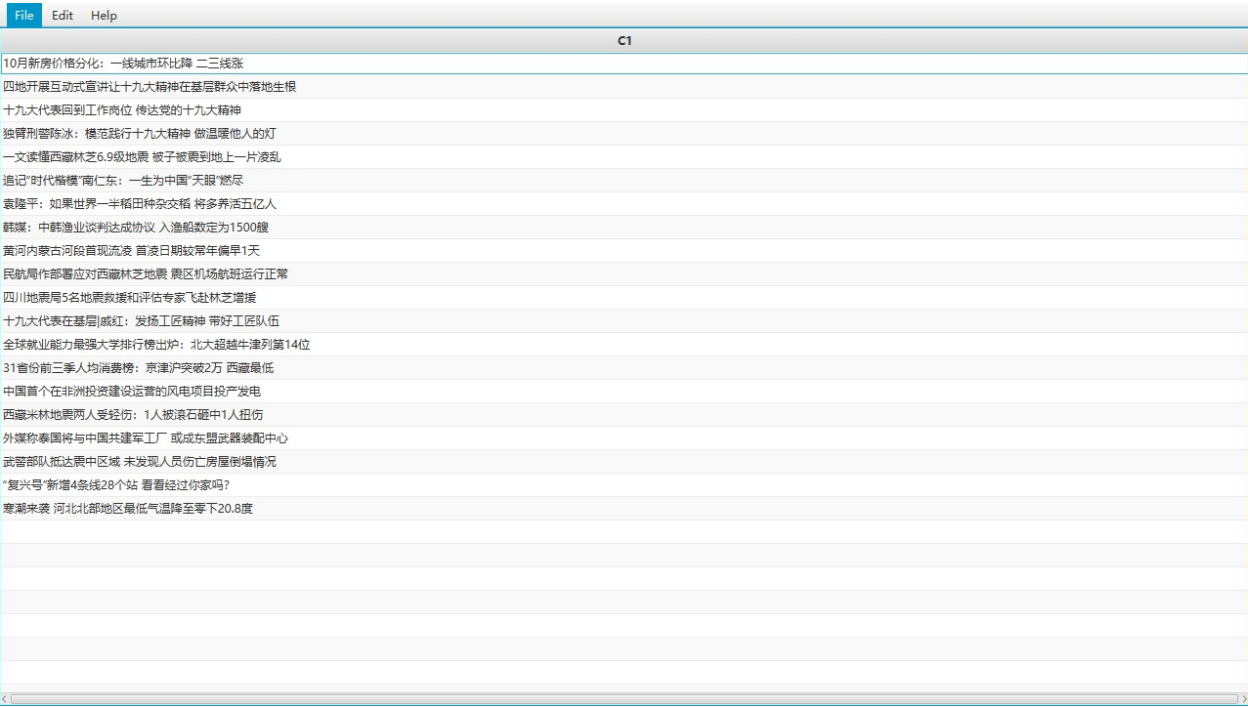 File Edit Help
C1
10月新房价格分化：一线城市环比降 二三线涨
四地开展互动式宣讲让十九大精神在基层群众中落地生根
十九大代表回到工作岗位 传达党的十九大精神
独臂刑警陈冰：模范践行十九大精神 做温暖他人的灯
一文读懂西藏林芝6.9级地震 被子被震到地上一片凌乱
追记“时代楷模”南仁东：一生为中国“天眼”燃尽
袁隆平：如果世界一半稻田种杂交稻 将多养活五亿人
韩媒：中韩渔业谈判达成协议 入渔船数定为1500艘
黄河内蒙古河段首现流凌 首凌日期较常年偏早1天
民航局作部署应对西藏林芝地震 震区机场航班运行正常
四川地震局5名地震救援和评估专家飞赴林芝增援
十九大代表在基层|戚红：发扬工匠精神 带好工匠队伍
全球就业能力最强大学排行榜出炉：北大超越牛津列第14位
31省份前三季人均消费榜：京津沪突破2万 西藏最低
中国首个在非洲投资建设运营的风电项目投产发电
西藏米林地震两人受轻伤：1人被滚石砸中1人扭伤
外媒称泰国将与中国共建军工厂 或成东盟武器装配中心
武警部队抵达震中区域 未发现人员伤亡房屋倒塌情况
“复兴号”新增4条线28个站 看看经过你家吗?
寒潮来袭 河北北部地区最低气温降至零下20.8度